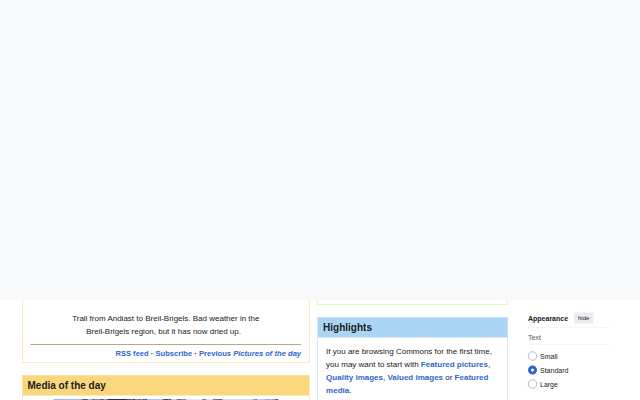 Trail from Andiast to Breil-Brigels. Bad weather in the
Breil-Brigels region, but it has now dried up.
RSS feed · Subscribe · Previous Pictures of the day
Media of the day
Highlights
If you are browsing Commons for the first time,
you may want to start with Featured pictures,
Quality images, Valued Images or Featured
media.
Appearance hide
Text
Small
Standard
Large